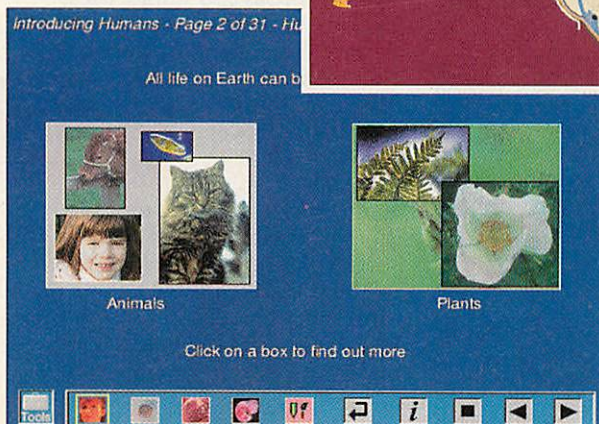 Introducing Humans - Page 2 of 31 - Hu
All life on Earth can b
Animals
Plants
Click on a box to find out more
Tools
i